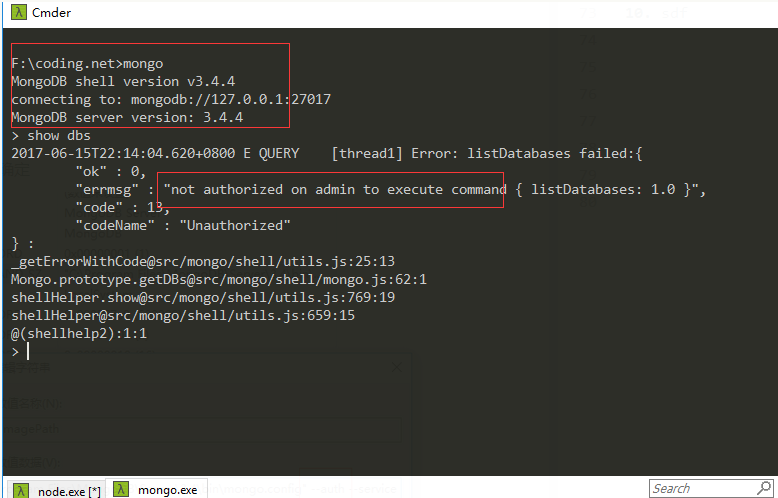 Cmder
F:\coding.net>mongo
MongoDB shell version v3.4.4
connecting to: mongodb://127.0.0.1:27017
MongoDB server version: 3.4.4
> show dbs
2017-06-15T22:14:04.620+0800 E QUERY    [thread1] Error: listDatabases failed:{
        "ok" : 0,
        "errmsg" : "not authorized on admin to execute command { listDatabases: 1.0 }",
        "code" : 13,
        "codeName" : "Unauthorized"
} :
_getErrorWithCode@src/mongo/shell/utils.js:25:13
Mongo.prototype.getDBs@src/mongo/shell/mongo.js:62:1
shellHelper.show@src/mongo/shell/utils.js:769:19
shellHelper@src/mongo/shell/utils.js:659:15
@(shellhelp2):1:1
>
node.exe [*] mongo.exe Search